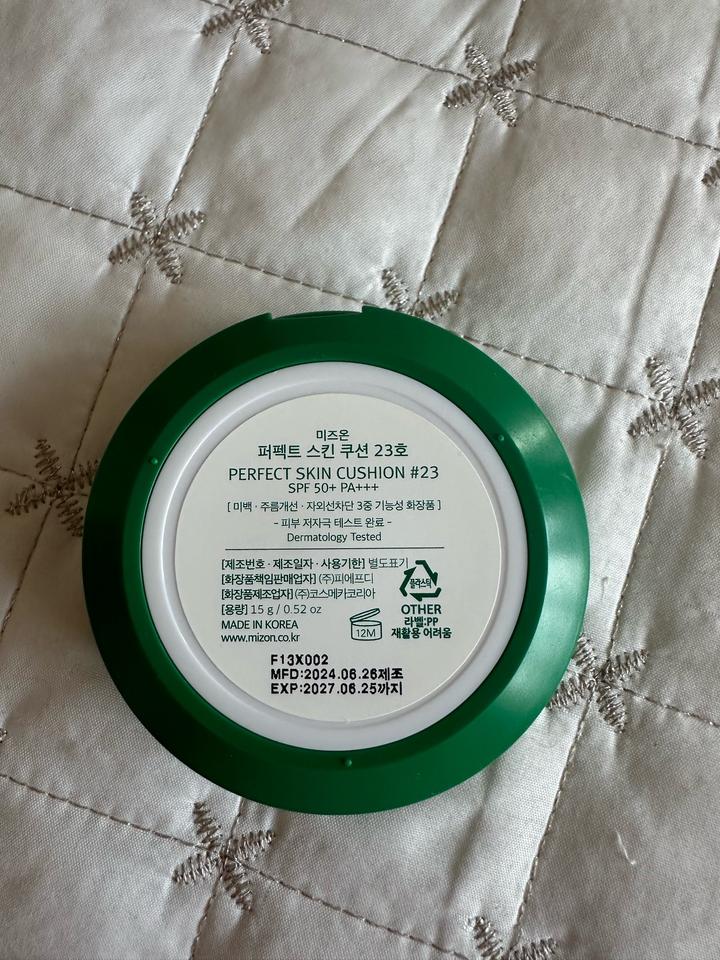 미즈온
퍼펙트 스킨 쿠션 23호
PERFECT SKIN CUSHION #23
SPF 50+ PA+++
[ 미백 · 주름개선 · 자외선차단 3중 기능성 화장품 ]
- 피부 저자극 테스트 완료 -
Dermatology Tested
[제조번호 · 제조일자 · 사용기한] 별도표기
[화장품책임판매업자] (주)피에프디
[화장품제조업자] (주)코스메카코리아
[용량] 15 g / 0.52 oz
MADE IN KOREA
www.mizon.co.kr
12M
플라스틱
OTHER
라벨:PP
재활용 어려움
F13X002
MFD:2024.06.26제조
EXP:2027.06.25까지